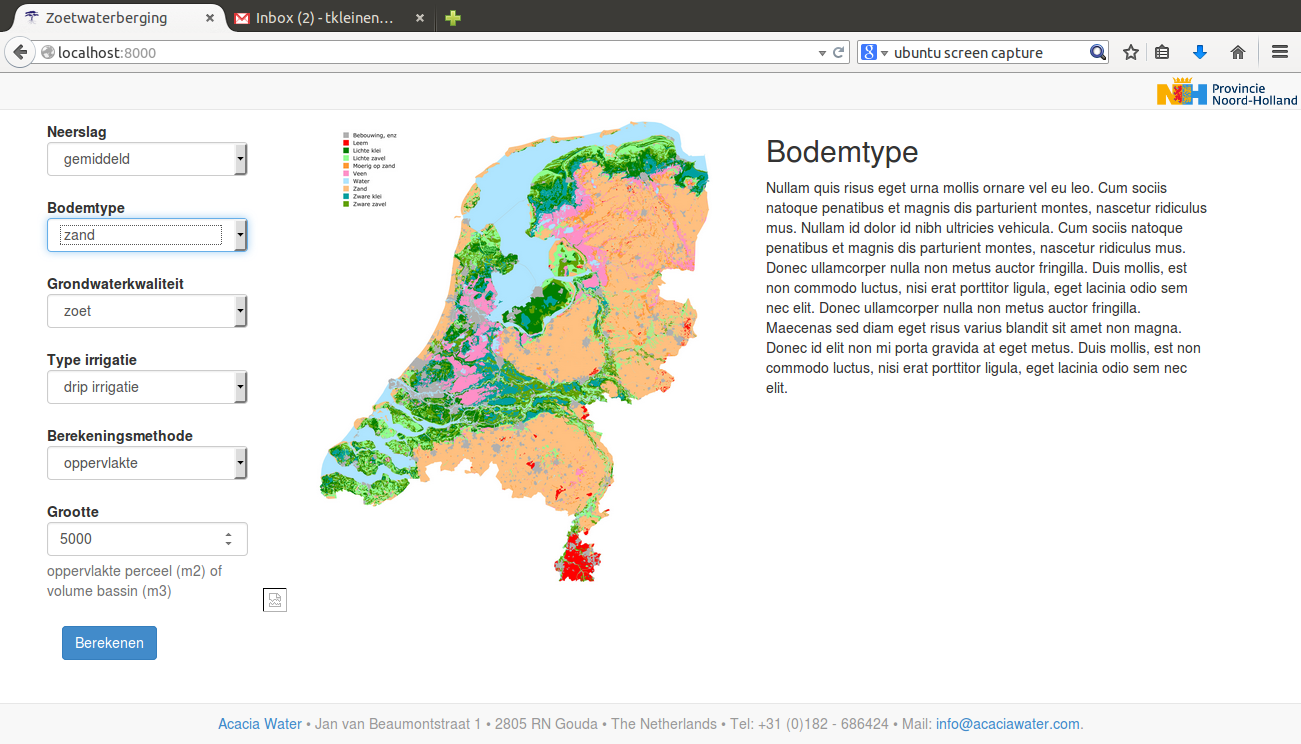 Zoetwaterberging
Inbox (2) - tkleinen...
localhost:8000
ubuntu screen capture
Provincie
Noord-Holland
Neerslag
gemiddeld
Bodemtype
zand
Grondwaterkwaliteit
zoet
Type irrigatie
drip irrigatie
Berekeningsmethode
oppervlakte
Grootte
5000
oppervlakte perceel (m2) of
volume bassin (m3)
Berekenen
Bebouwing, enz
Leem
Lichte klei
Lichte zavel
Moerig op zand
Veen
Water
Zand
Zware klei
Zware zavel
Bodemtype
Nullam quis risus eget urna mollis ornare vel eu leo. Cum sociis
natoque penatibus et magnis dis parturient montes, nascetur ridiculus
mus. Nullam id dolor id nibh ultricies vehicula. Cum sociis natoque
penatibus et magnis dis parturient montes, nascetur ridiculus mus.
Donec ullamcorper nulla non metus auctor fringilla. Duis mollis, est
non commodo luctus, nisi erat porttitor ligula, eget lacinia odio sem
nec elit. Donec ullamcorper nulla non metus auctor fringilla.
Maecenas sed diam eget risus varius blandit sit amet non magna.
Donec id elit non mi porta gravida at eget metus. Duis mollis, est non
commodo luctus, nisi erat porttitor ligula, eget lacinia odio sem nec
elit.
Acacia Water • Jan van Beaumontstraat 1 • 2805 RN Gouda • The Netherlands • Tel: +31 (0)182 - 686424 • Mail: info@acaciawater.com.